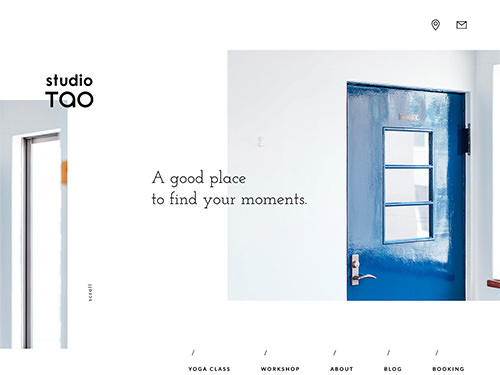 studio
TAO
A good place
to find your moments.
scroll
/ / / / /
YOGA CLASS WORKSHOP ABOUT BLOG BOOKING